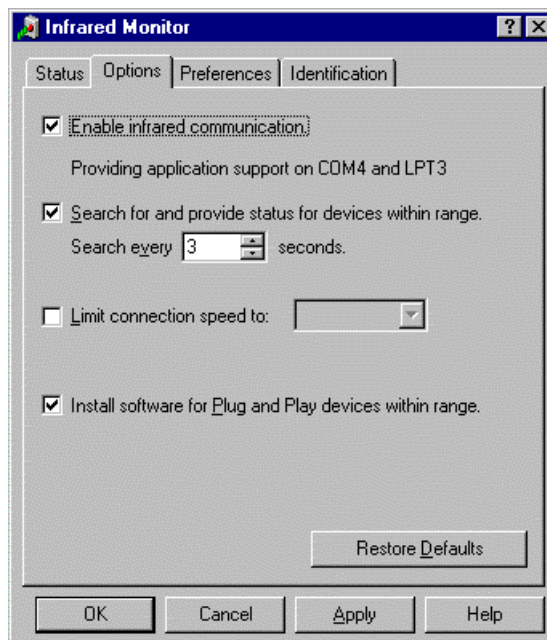 Infrared Monitor
Status Options Preferences Identification
Enable infrared communication.
Providing application support on COM4 and LPT3
Search for and provide status for devices within range.
Search every 3 seconds.
Limit connection speed to:
Install software for Plug and Play devices within range.
Restore Defaults
OK Cancel Apply Help